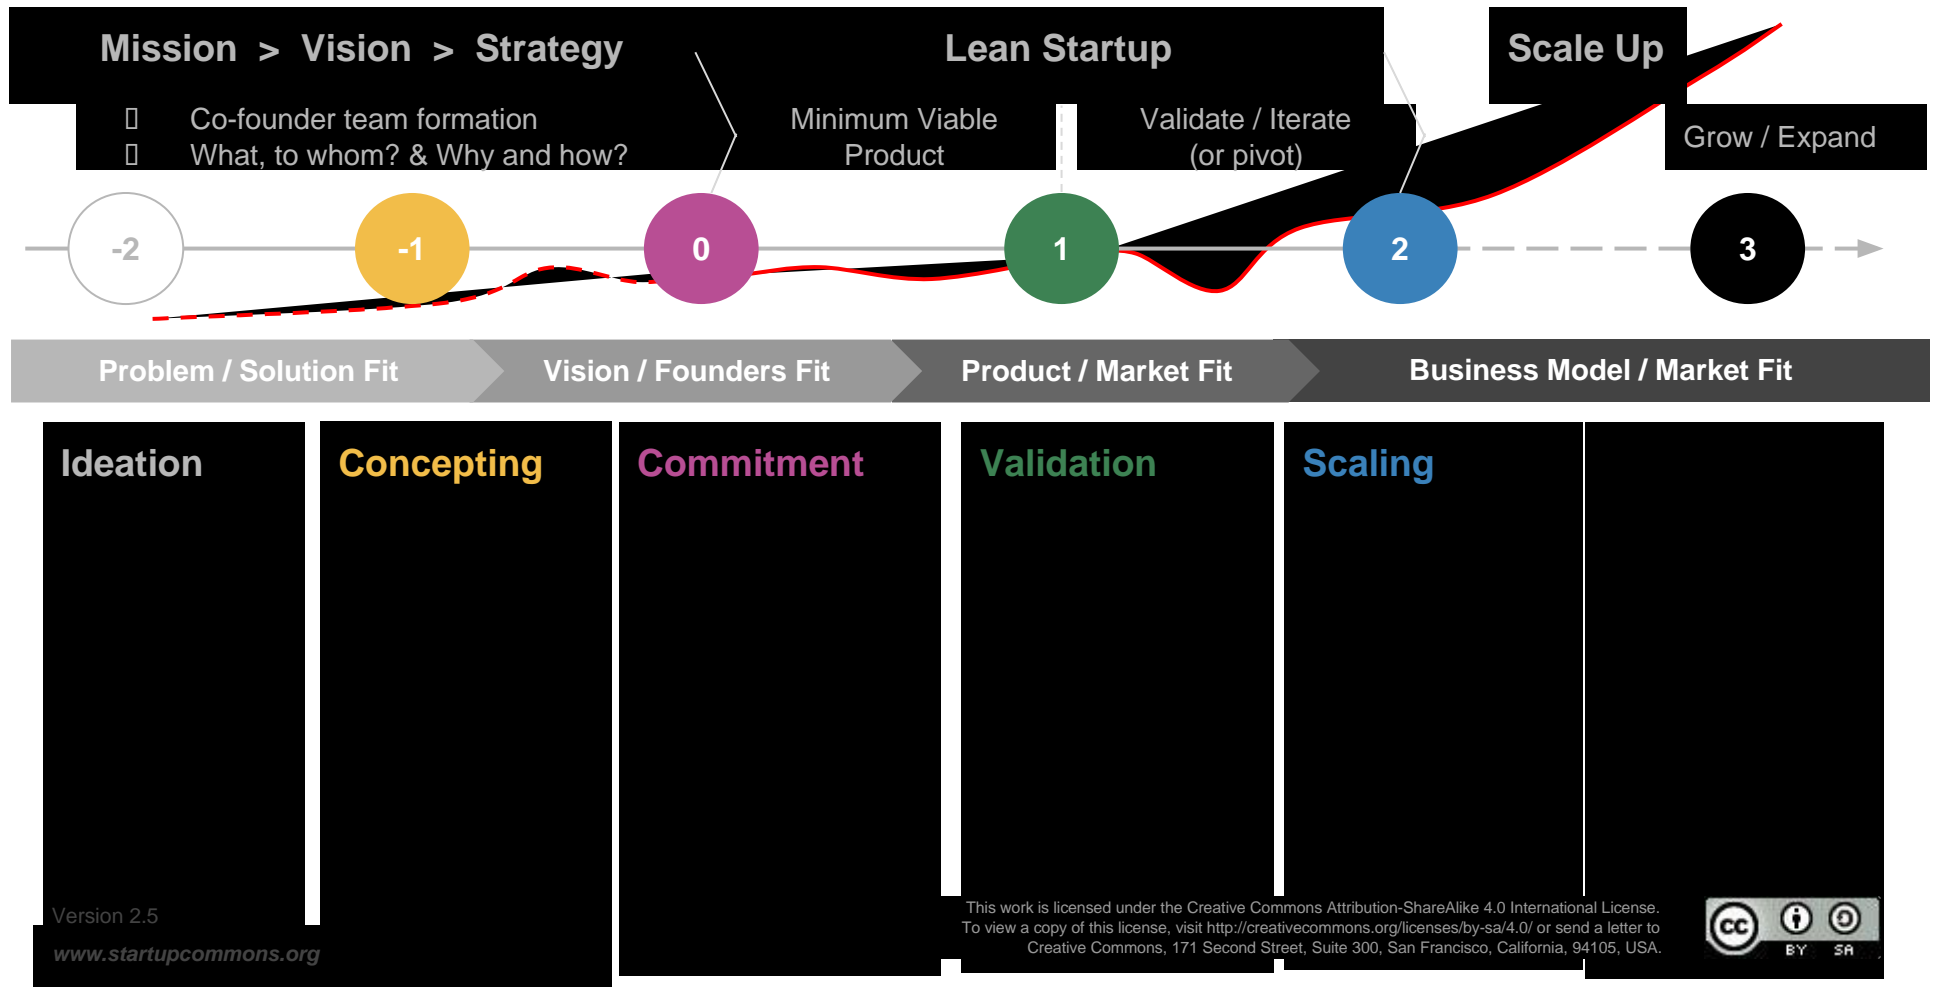 Mission > Vision > Strategy
Lean Startup
Scale Up
Co-founder team formation
What, to whom? & Why and how?
Minimum Viable
Product
Validate / Iterate
(or pivot)
Grow / Expand
-2
-1
0
1
2
3
Problem / Solution Fit
Vision / Founders Fit
Product / Market Fit
Business Model / Market Fit
Ideation
Concepting
Commitment
Validation
Scaling
Version 2.5
www.startupcommons.org
This work is licensed under the Creative Commons Attribution-ShareAlike 4.0 International License.
To view a copy of this license, visit http://creativecommons.org/licenses/by-sa/4.0/ or send a letter to
Creative Commons, 171 Second Street, Suite 300, San Francisco, California, 94105, USA.
cc
BY SA